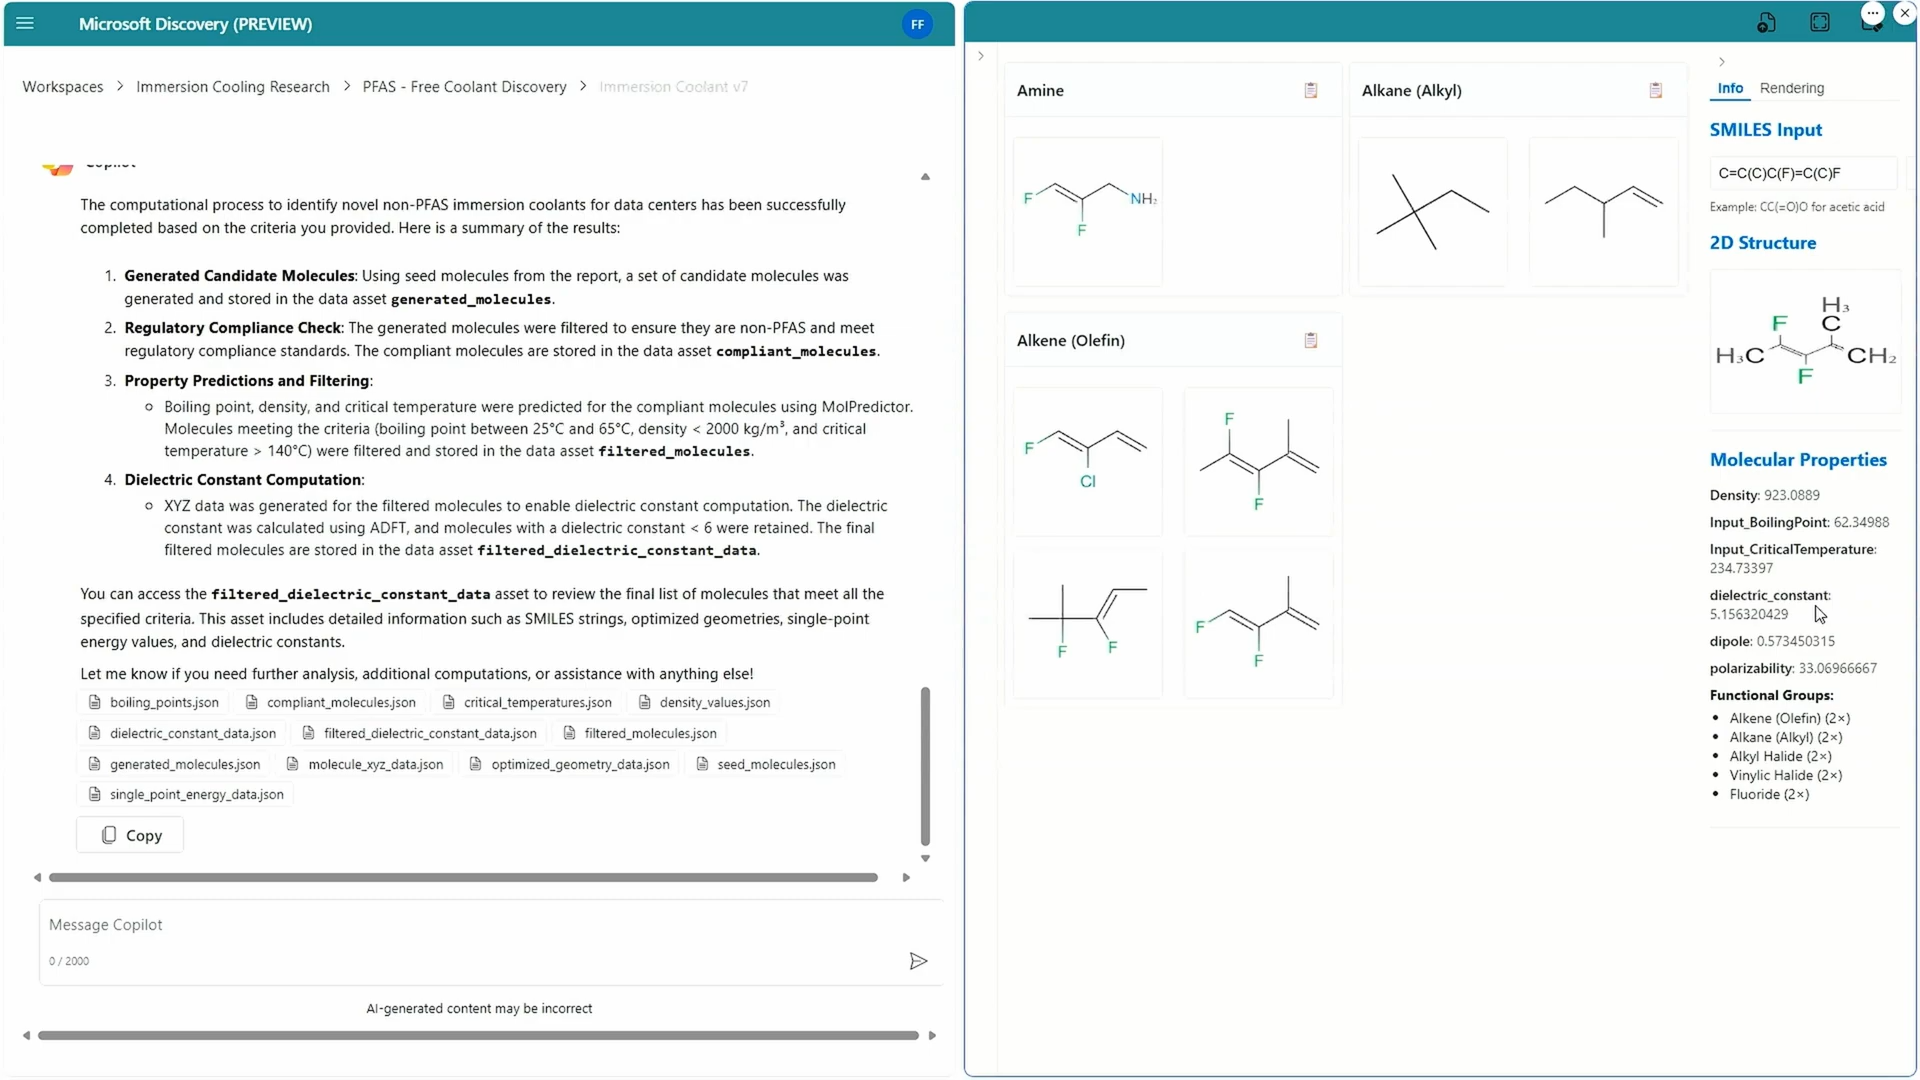 Microsoft Discovery (PREVIEW)
FF
Workspaces > Immersion Cooling Research > PFAS - Free Coolant Discovery > Immersion Coolant v7
Copilot
The computational process to identify novel non-PFAS immersion coolants for data centers has been successfully
completed based on the criteria you provided. Here is a summary of the results:
1. Generated Candidate Molecules: Using seed molecules from the report, a set of candidate molecules was
generated and stored in the data asset generated_molecules.
2. Regulatory Compliance Check: The generated molecules were filtered to ensure they are non-PFAS and meet
regulatory compliance standards. The compliant molecules are stored in the data asset compliant_molecules.
3. Property Predictions and Filtering:
Boiling point, density, and critical temperature were predicted for the compliant molecules using MolPredictor.
Molecules meeting the criteria (boiling point between 25°C and 65°C, density < 2000 kg/m³, and critical
temperature > 140°C) were filtered and stored in the data asset filtered_molecules.
4. Dielectric Constant Computation:
XYZ data was generated for the filtered molecules to enable dielectric constant computation. The dielectric
constant was calculated using ADFT, and molecules with a dielectric constant < 6 were retained. The final
filtered molecules are stored in the data asset filtered_dielectric_constant_data.
You can access the filtered_dielectric_constant_data asset to review the final list of molecules that meet all the
specified criteria. This asset includes detailed information such as SMILES strings, optimized geometries, single-point
energy values, and dielectric constants.
Let me know if you need further analysis, additional computations, or assistance with anything else!
boiling_points.json compliant_molecules.json critical_temperatures.json density_values.json
dielectric_constant_data.json filtered_dielectric_constant_data.json filtered_molecules.json
generated_molecules.json molecule_xyz_data.json optimized_geometry_data.json seed_molecules.json
single_point_energy_data.json
Copy
Message Copilot
0 / 2000
AI-generated content may be incorrect
Amine
F NH₂
F
Alkane (Alkyl)
Alkene (Olefin)
F
Cl
F
F
F F
F
F
Info Rendering
SMILES Input
C=C(C)C(F)=C(C)F
Example: CC(=O)O for acetic acid
2D Structure
H₃
F C
H₃C CH₂
F
Molecular Properties
Density: 923.0889
Input_BoilingPoint: 62.34988
Input_CriticalTemperature:
234.73397
dielectric_constant:
5.156320429
dipole: 0.573450315
polarizability: 33.06966667
Functional Groups:
• Alkene (Olefin) (2×)
• Alkane (Alkyl) (2×)
• Alkyl Halide (2×)
• Vinylic Halide (2×)
• Fluoride (2×)